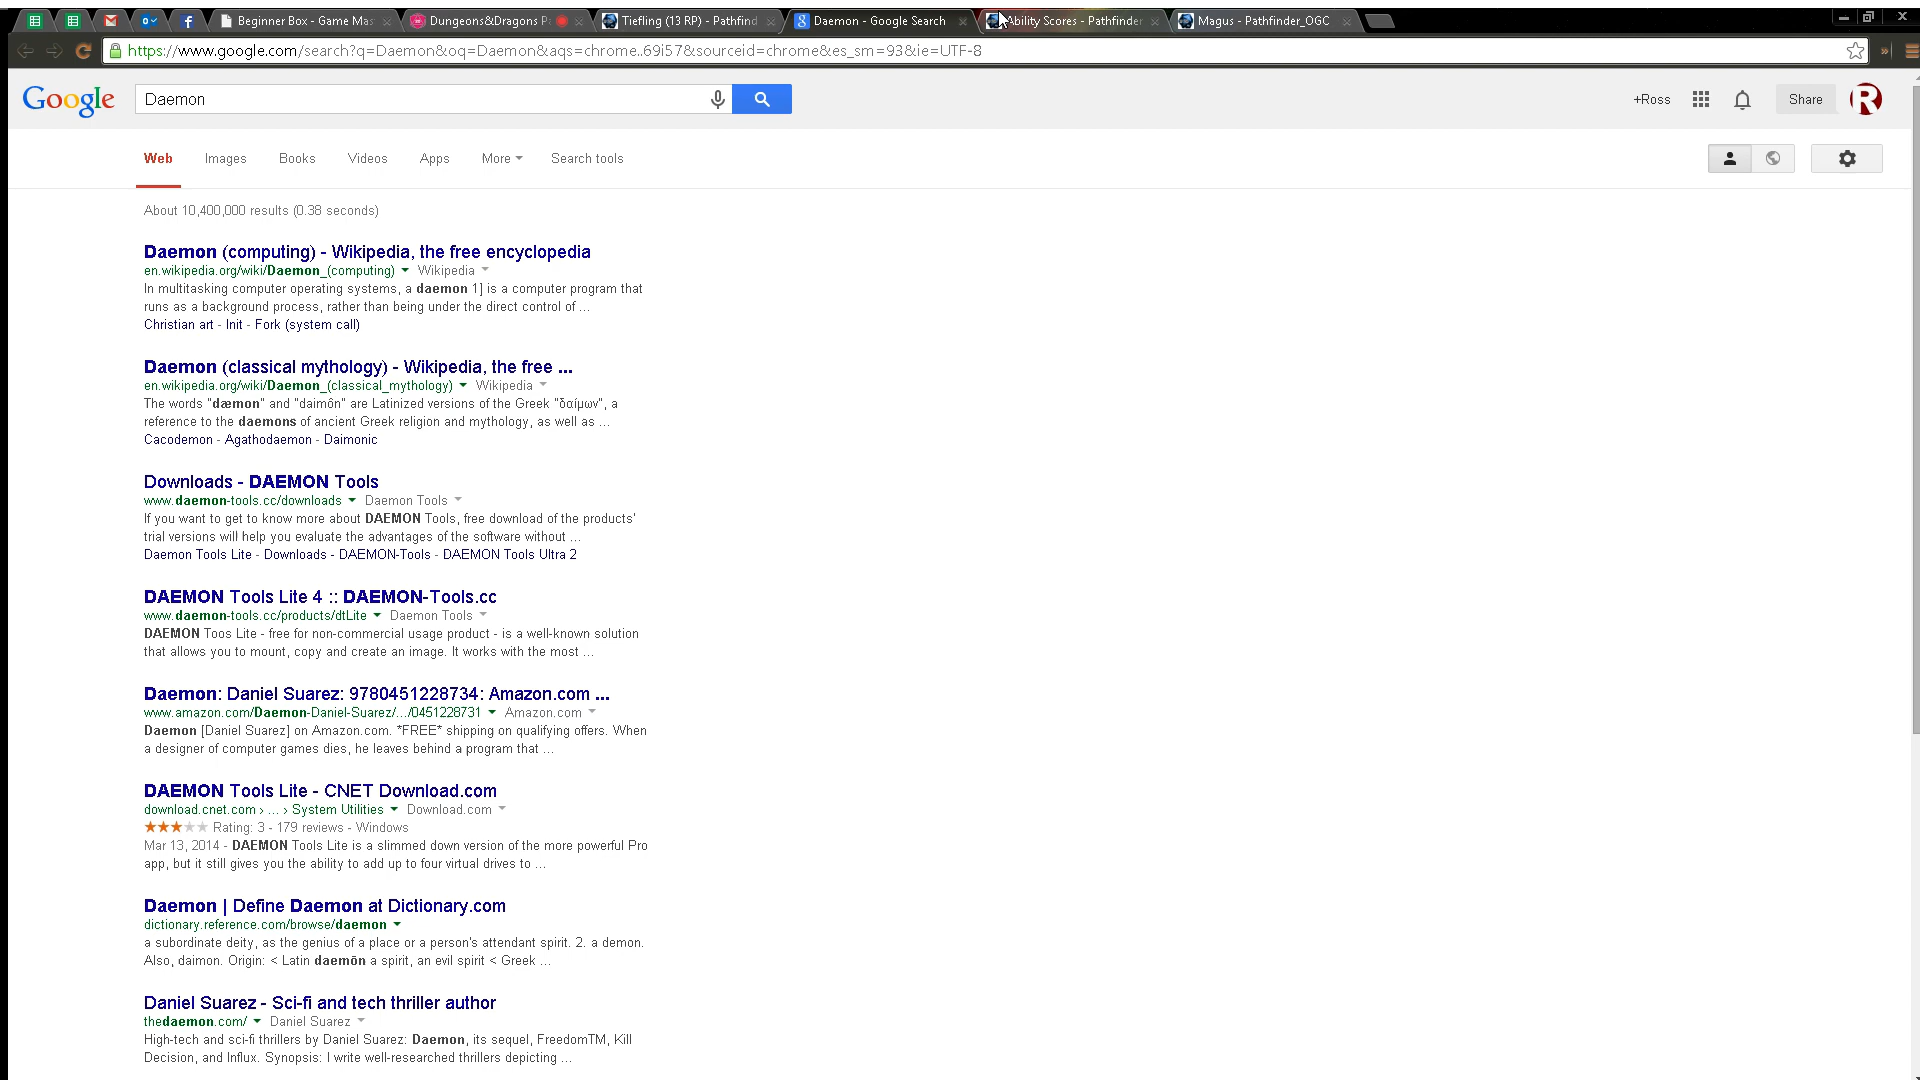 Beginner Box - Game Mas
Dungeons&Dragons Pa
Tiefling (13 RP) - Pathfind
Daemon - Google Search
Ability Scores - Pathfinder
Magus - Pathfinder_OGC
https://www.google.com/search?q=Daemon&oq=Daemon&aqs=chrome..69i57&sourceid=chrome&es_sm=93&ie=UTF-8
Google
Daemon
+Ross
Share
R
Web Images Books Videos Apps More Search tools
About 10,400,000 results (0.38 seconds)
Daemon (computing) - Wikipedia, the free encyclopedia
en.wikipedia.org/wiki/Daemon_(computing) Wikipedia
In multitasking computer operating systems, a daemon 1] is a computer program that
runs as a background process, rather than being under the direct control of ...
Christian art - Init - Fork (system call)
Daemon (classical mythology) - Wikipedia, the free ...
en.wikipedia.org/wiki/Daemon_(classical_mythology) Wikipedia
The words "dæmon" and "daimôn" are Latinized versions of the Greek "δαίμων", a
reference to the daemons of ancient Greek religion and mythology, as well as ...
Cacodemon - Agathodaemon - Daimonic
Downloads - DAEMON Tools
www.daemon-tools.cc/downloads Daemon Tools
If you want to get to know more about DAEMON Tools, free download of the products'
trial versions will help you evaluate the advantages of the software without ...
Daemon Tools Lite - Downloads - DAEMON-Tools - DAEMON Tools Ultra 2
DAEMON Tools Lite 4 :: DAEMON-Tools.cc
www.daemon-tools.cc/products/dtLite Daemon Tools
DAEMON Toos Lite - free for non-commercial usage product - is a well-known solution
that allows you to mount, copy and create an image. It works with the most ...
Daemon: Daniel Suarez: 9780451228734: Amazon.com ...
www.amazon.com/Daemon-Daniel-Suarez/.../0451228731 Amazon.com
Daemon [Daniel Suarez] on Amazon.com. *FREE* shipping on qualifying offers. When
a designer of computer games dies, he leaves behind a program that ...
DAEMON Tools Lite - CNET Download.com
download.cnet.com › ... › System Utilities Download.com
Rating: 3 - 179 reviews - Windows
Mar 13, 2014 - DAEMON Tools Lite is a slimmed down version of the more powerful Pro
app, but it still gives you the ability to add up to four virtual drives to ...
Daemon | Define Daemon at Dictionary.com
dictionary.reference.com/browse/daemon
a subordinate deity, as the genius of a place or a person's attendant spirit. 2. a demon.
Also, daimon. Origin: < Latin daemōn a spirit, an evil spirit < Greek ...
Daniel Suarez - Sci-fi and tech thriller author
thedaemon.com/ Daniel Suarez
High-tech and sci-fi thrillers by Daniel Suarez: Daemon, its sequel, FreedomTM, Kill
Decision, and Influx. Synopsis: I write well-researched thrillers depicting ...